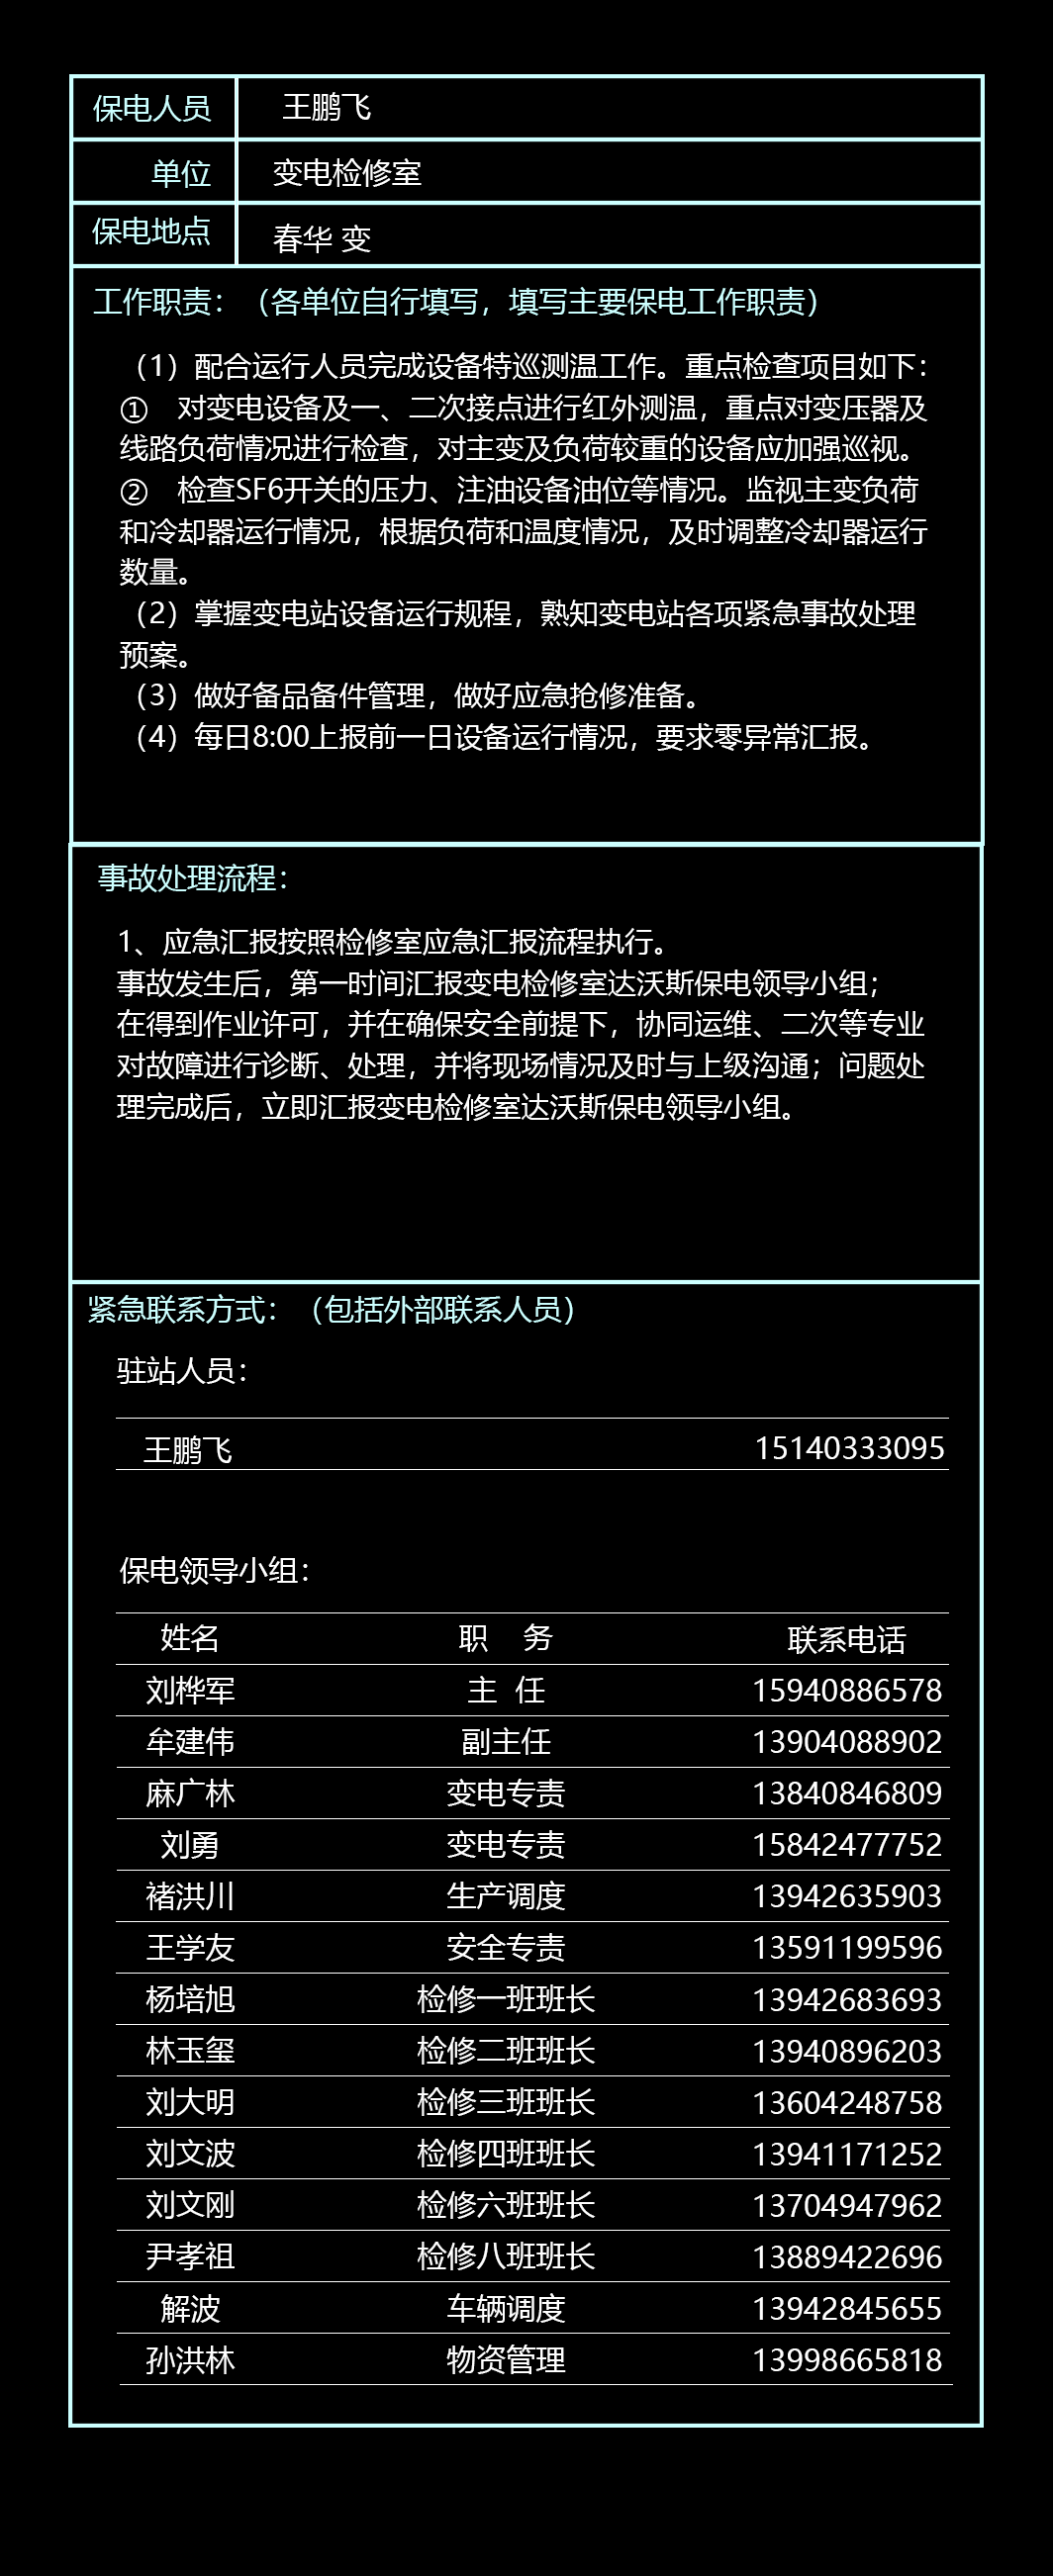 保电人员 王鹏飞
单位 变电检修室
保电地点 春华 变
工作职责：（各单位自行填写，填写主要保电工作职责）
（1）配合运行人员完成设备特巡测温工作。重点检查项目如下：
① 对变电设备及一、二次接点进行红外测温，重点对变压器及
线路负荷情况进行检查，对主变及负荷较重的设备应加强巡视。
② 检查SF6开关的压力、注油设备油位等情况。监视主变负荷
和冷却器运行情况，根据负荷和温度情况，及时调整冷却器运行
数量。
（2）掌握变电站设备运行规程，熟知变电站各项紧急事故处理
预案。
（3）做好备品备件管理，做好应急抢修准备。
（4）每日8:00上报前一日设备运行情况，要求零异常汇报。
事故处理流程：
1、应急汇报按照检修室应急汇报流程执行。
事故发生后，第一时间汇报变电检修室达沃斯保电领导小组；
在得到作业许可，并在确保安全前提下，协同运维、二次等专业
对故障进行诊断、处理，并将现场情况及时与上级沟通；问题处
理完成后，立即汇报变电检修室达沃斯保电领导小组。
紧急联系方式：（包括外部联系人员）
驻站人员：
王鹏飞 15140333095
保电领导小组：
姓名 职 务 联系电话
刘桦军 主 任 15940886578
牟建伟 副主任 13904088902
麻广林 变电专责 13840846809
刘勇 变电专责 15842477752
褚洪川 生产调度 13942635903
王学友 安全专责 13591199596
杨培旭 检修一班班长 13942683693
林玉玺 检修二班班长 13940896203
刘大明 检修三班班长 13604248758
刘文波 检修四班班长 13941171252
刘文刚 检修六班班长 13704947962
尹孝祖 检修八班班长 13889422696
解波 车辆调度 13942845655
孙洪林 物资管理 13998665818